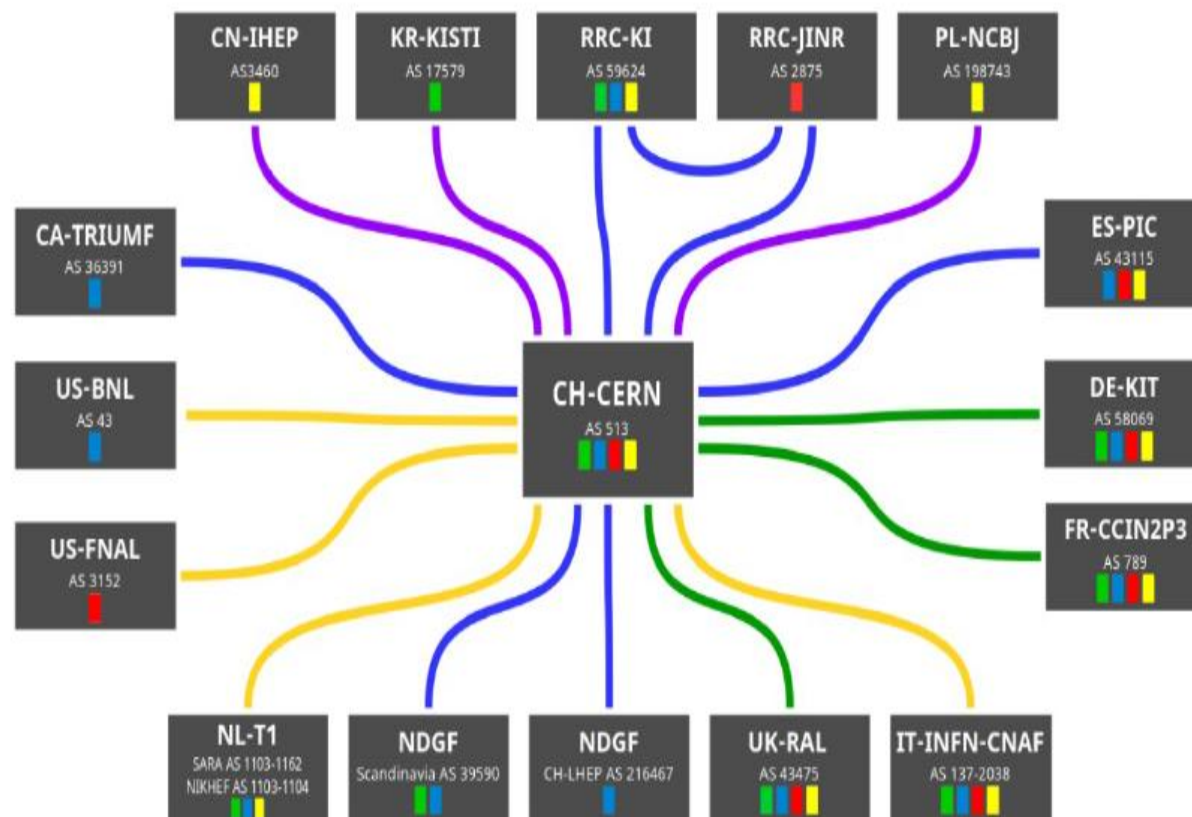 CN-IHEP
AS3460
KR-KISTI
AS 17579
RRC-KI
AS 59624
RRC-JINR
AS 2875
PL-NCBJ
AS 198743
CA-TRIUMF
AS 36391
ES-PIC
AS 43115
US-BNL
AS 43
CH-CERN
AS 513
DE-KIT
AS 58069
US-FNAL
AS 3152
FR-CCIN2P3
AS 789
NL-T1
SARA AS 1103-1162
NIKHEF AS 1103-1104
NDGF
Scandinavia AS 39590
NDGF
CH-LHEP AS 216467
UK-RAL
AS 43475
IT-INFN-CNAF
AS 137-2038